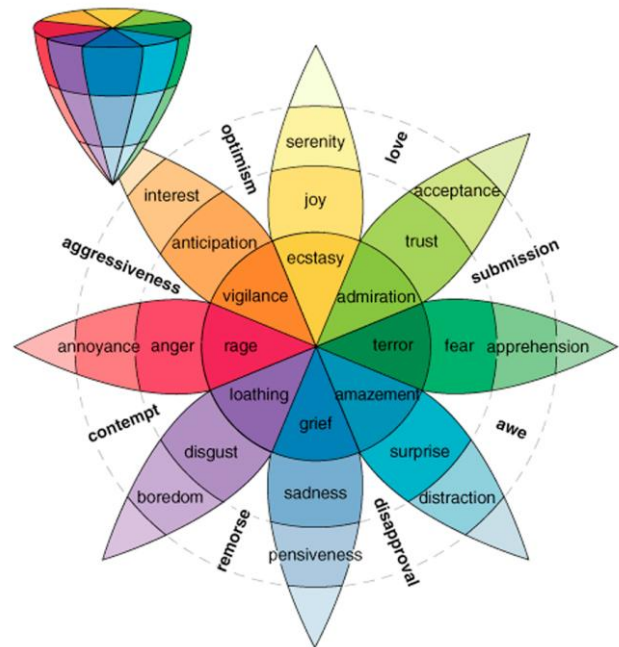 optimism
love
serenity
interest
acceptance
joy
anticipation
trust
aggressiveness
submission
ecstasy
vigilance
admiration
annoyance
anger
rage
terror
fear
apprehension
loathing
amazement
grief
contempt
awe
disgust
surprise
boredom
sadness
distraction
remorse
disapproval
pensiveness